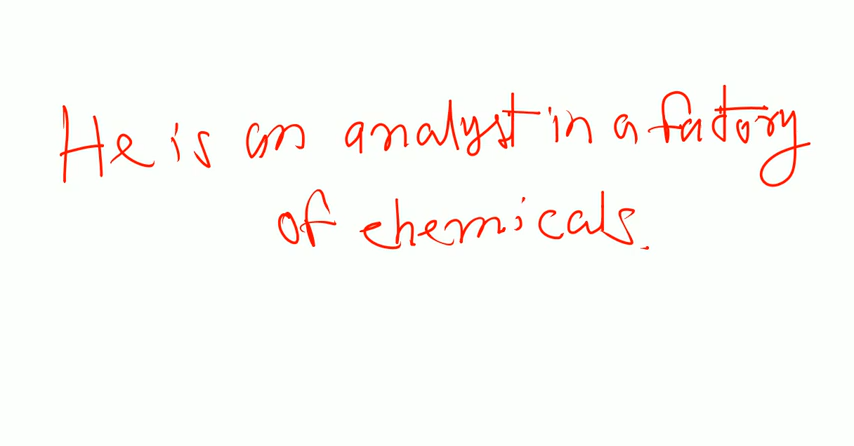 He is an analyst in a factory
of chemicals.